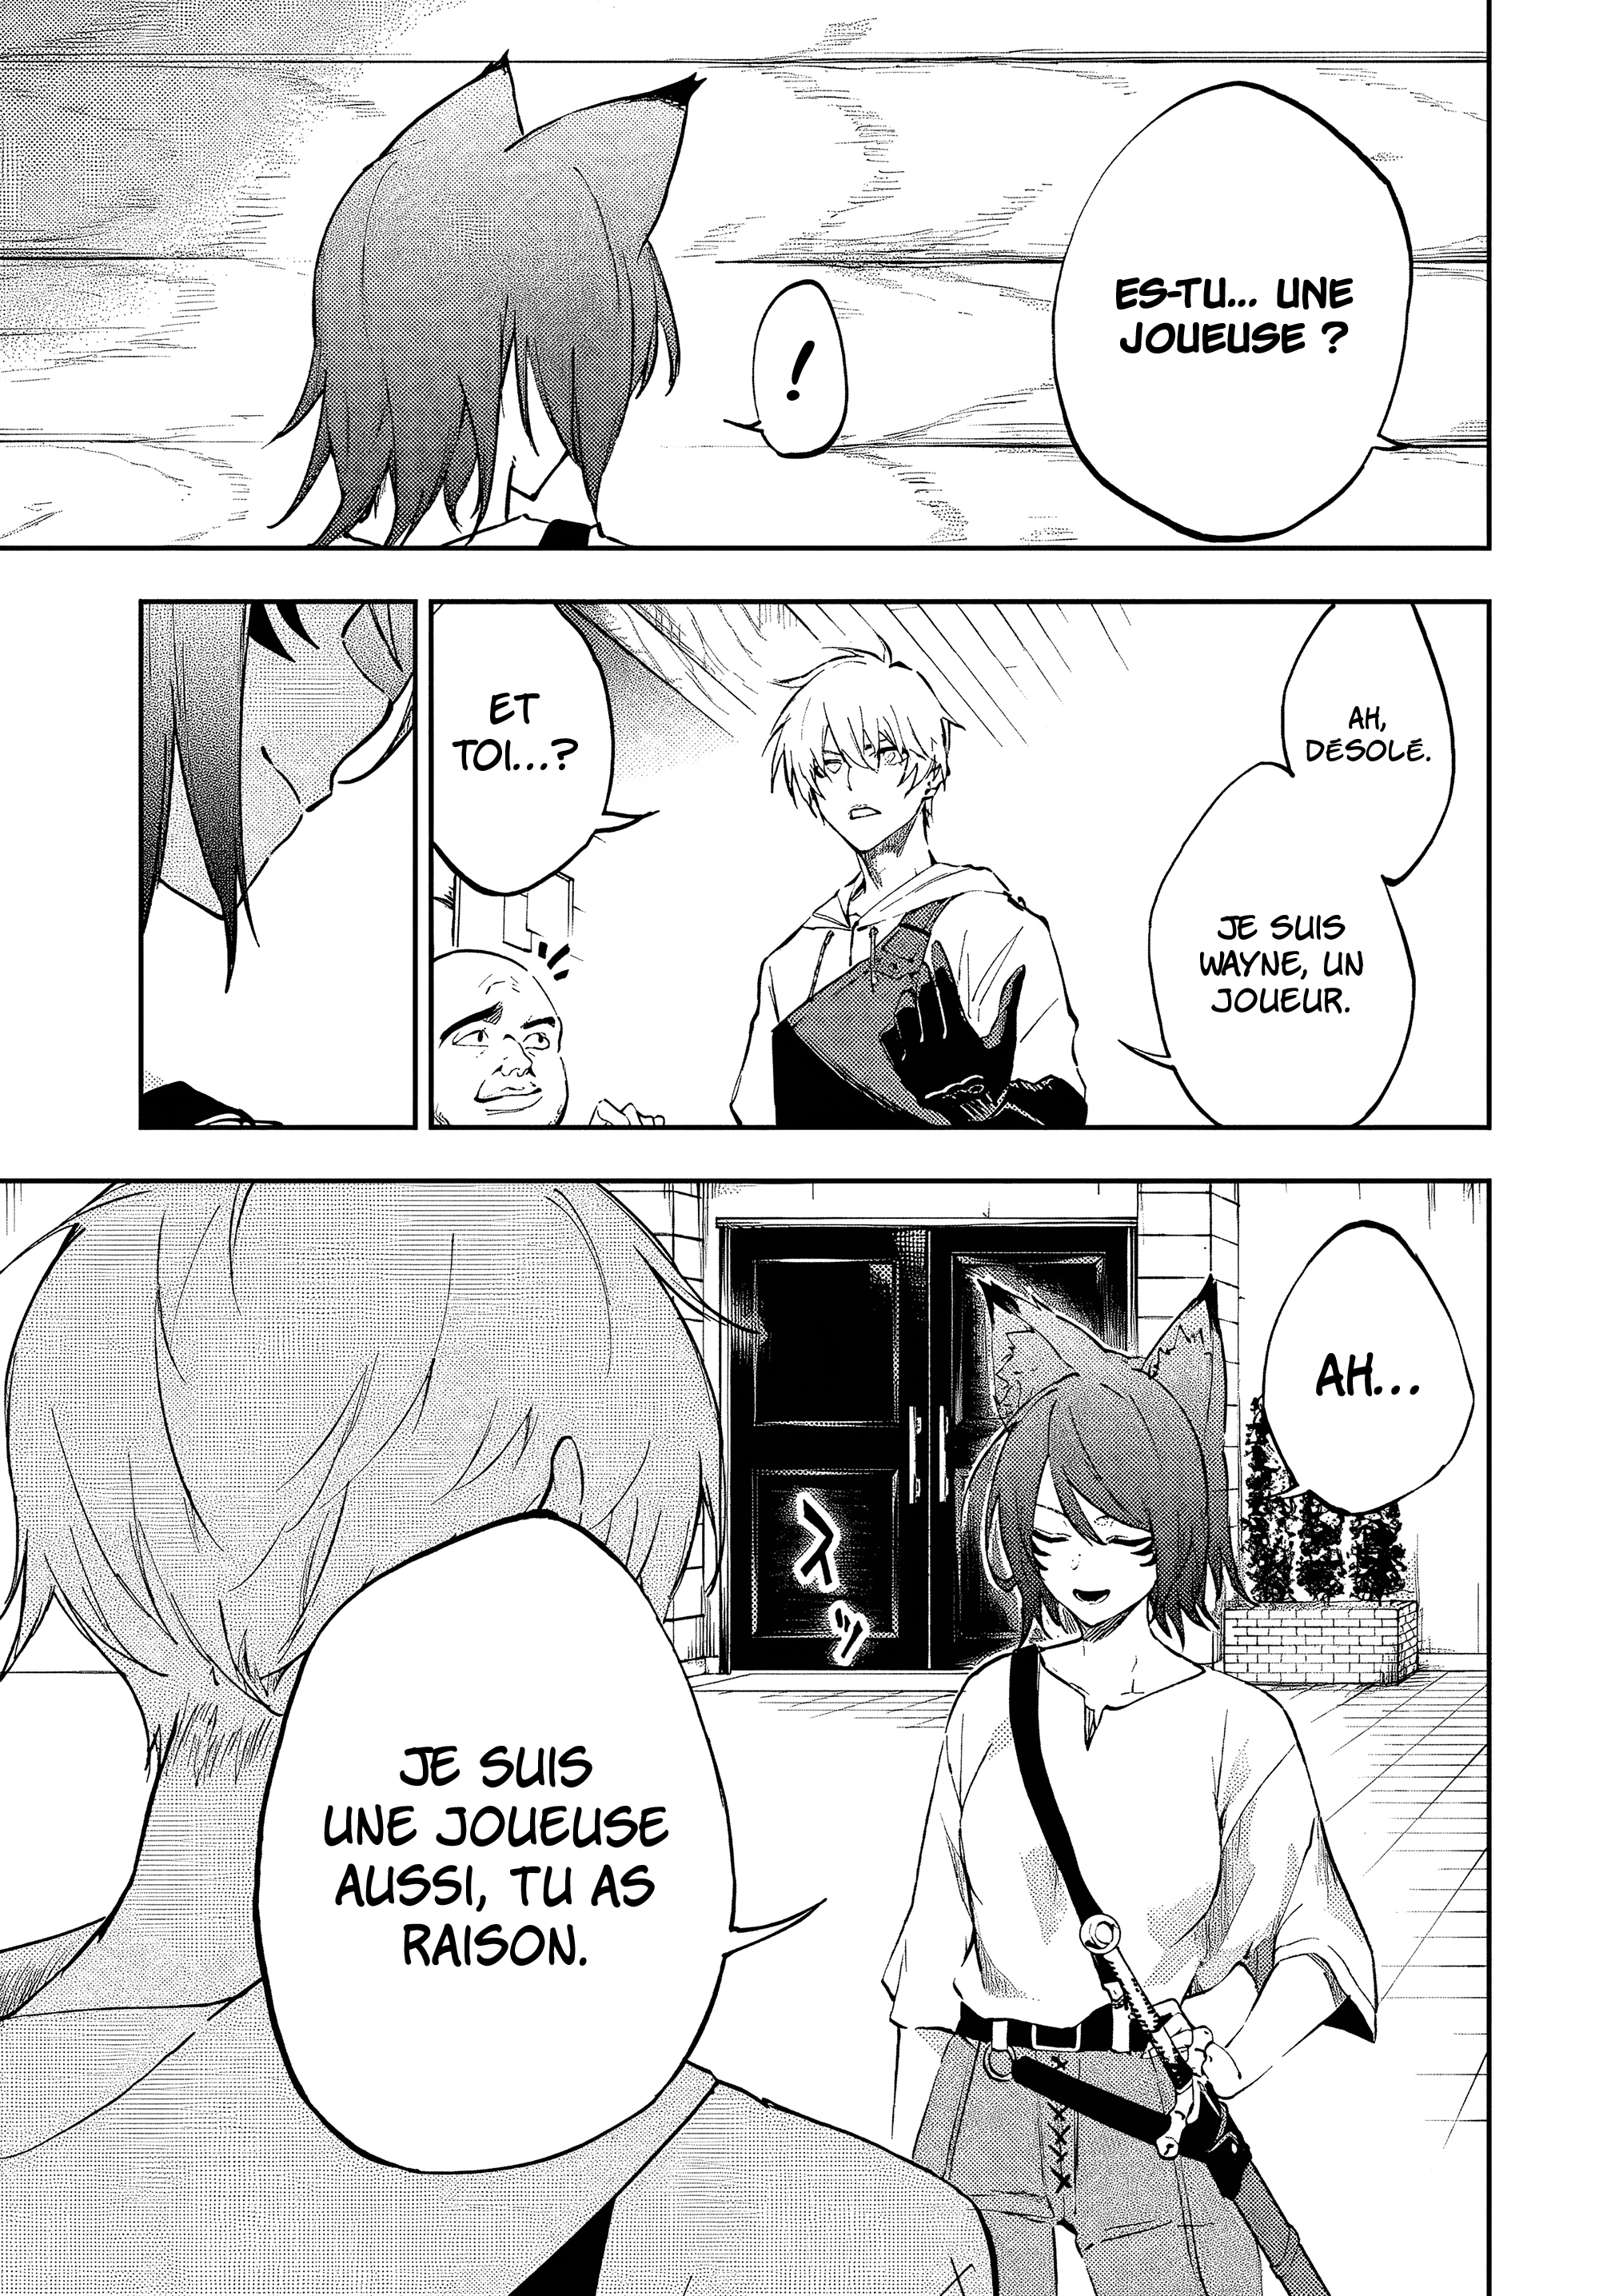 ES-TU... UNE
JOUEUSE ?
!
AH,
DÉSOLÉ.
JE SUIS
WAYNE, UN
JOUEUR.
ET
TOI...?
AH...
スッ
JE SUIS
UNE JOUEUSE
AUSSI, TU AS
RAISON.